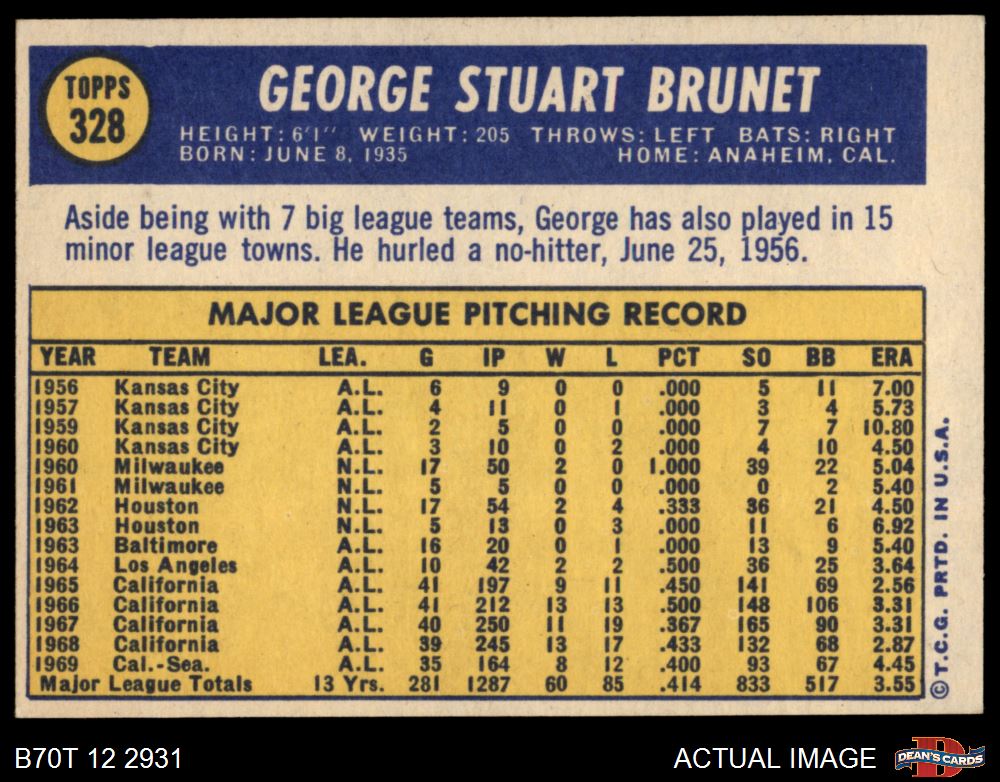 TOPPS
328
GEORGE STUART BRUNET
HEIGHT: 6'1" WEIGHT: 205 THROWS: LEFT BATS: RIGHT
BORN: JUNE 8, 1935 HOME: ANAHEIM, CAL.
Aside being with 7 big league teams, George has also played in 15
minor league towns. He hurled a no-hitter, June 25, 1956.
MAJOR LEAGUE PITCHING RECORD
YEAR TEAM LEA. G IP W L PCT SO BB ERA
1956 Kansas City A.L. 6 9 0 0 .000 5 11 7.00
1957 Kansas City A.L. 4 11 0 1 .000 3 4 5.73
1959 Kansas City A.L. 2 5 0 0 .000 7 7 10.80
1960 Kansas City A.L. 3 10 0 2 .000 4 10 4.50
1960 Milwaukee N.L. 17 50 2 0 1.000 39 22 5.04
1961 Milwaukee N.L. 5 5 0 0 .000 0 2 5.40
1962 Houston N.L. 17 54 2 4 .333 36 21 4.50
1963 Houston N.L. 5 13 0 3 .000 11 6 6.92
1963 Baltimore A.L. 16 20 0 1 .000 13 9 5.40
1964 Los Angeles A.L. 10 42 2 2 .500 36 25 3.64
1965 California A.L. 41 197 9 11 .450 141 69 2.56
1966 California A.L. 41 212 13 13 .500 148 106 3.31
1967 California A.L. 40 250 11 19 .367 165 90 3.31
1968 California A.L. 39 245 13 17 .433 132 68 2.87
1969 Cal.-Sea. A.L. 35 164 8 12 .400 93 67 4.45
Major League Totals 13 Yrs. 281 1287 60 85 .414 833 517 3.55
© T.C.G. PRTD. IN U.S.A.
B70T 12 2931
ACTUAL IMAGE
D
DEAN'S CARDS